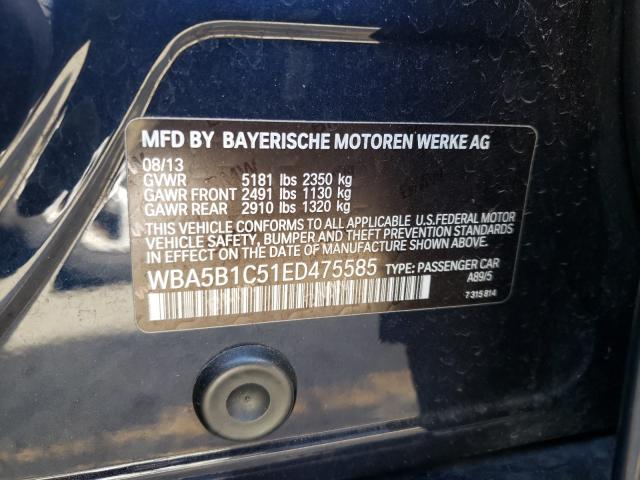 MFD BY BAYERISCHE MOTOREN WERKE AG
08/13
GVWR 5181 lbs 2350 kg
GAWR FRONT 2491 lbs 1130 kg
GAWR REAR 2910 lbs 1320 kg
THIS VEHICLE CONFORMS TO ALL APPLICABLE U.S.FEDERAL MOTOR
VEHICLE SAFETY, BUMPER AND THEFT PREVENTION STANDARDS
IN EFFECT ON THE DATE OF MANUFACTURE SHOWN ABOVE.
WBA5B1C51ED475585 TYPE: PASSENGER CAR
A89/5
7315814